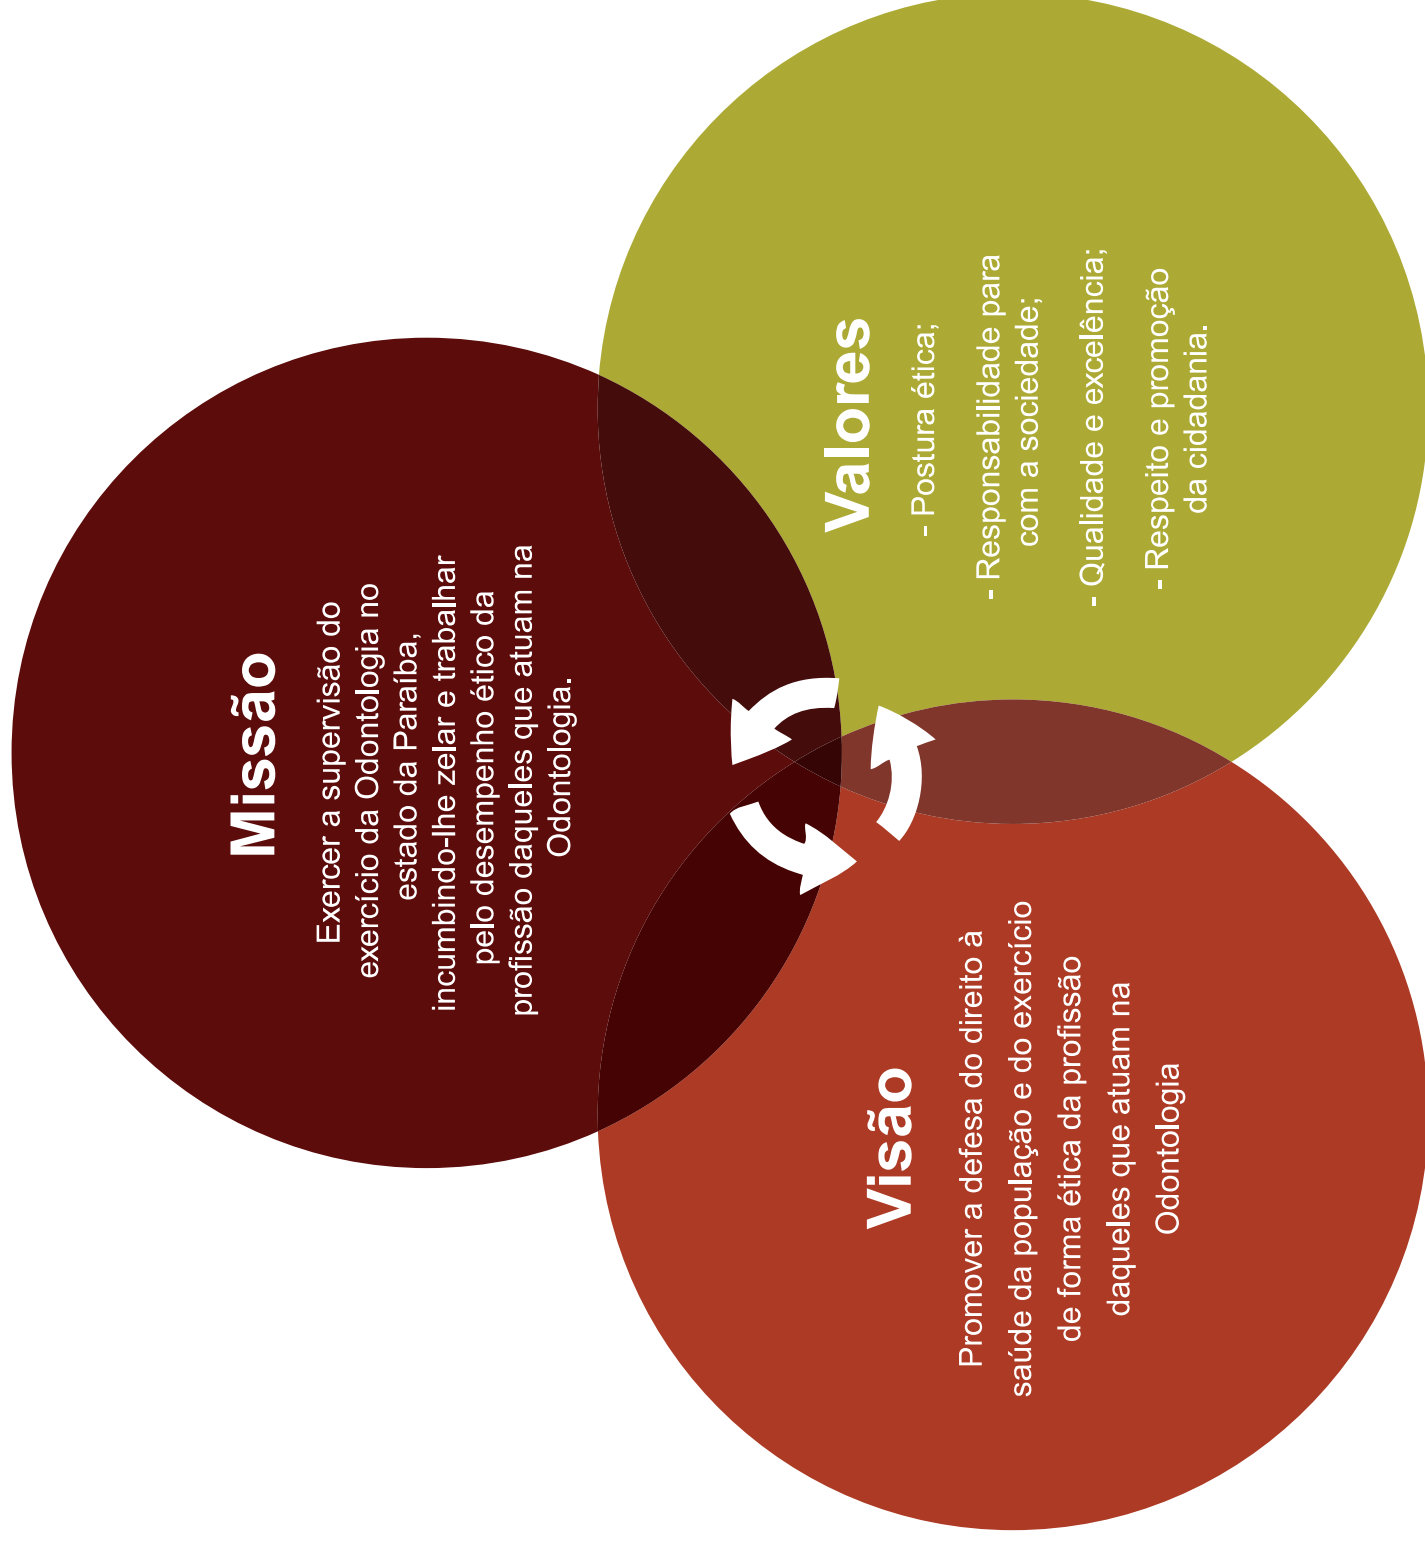 Missão
Exercer a supervisão do
exercício da Odontologia no
estado da Paraíba,
incumbindo-lhe zelar e trabalhar
pelo desempenho ético da
profissão daqueles que atuam na
Odontologia.
Visão
Promover a defesa do direito à
saúde da população e do exercício
de forma ética da profissão
daqueles que atuam na
Odontologia
Valores
- Postura ética;
- Responsabilidade para
com a sociedade;
- Qualidade e excelência;
- Respeito e promoção
da cidadania.